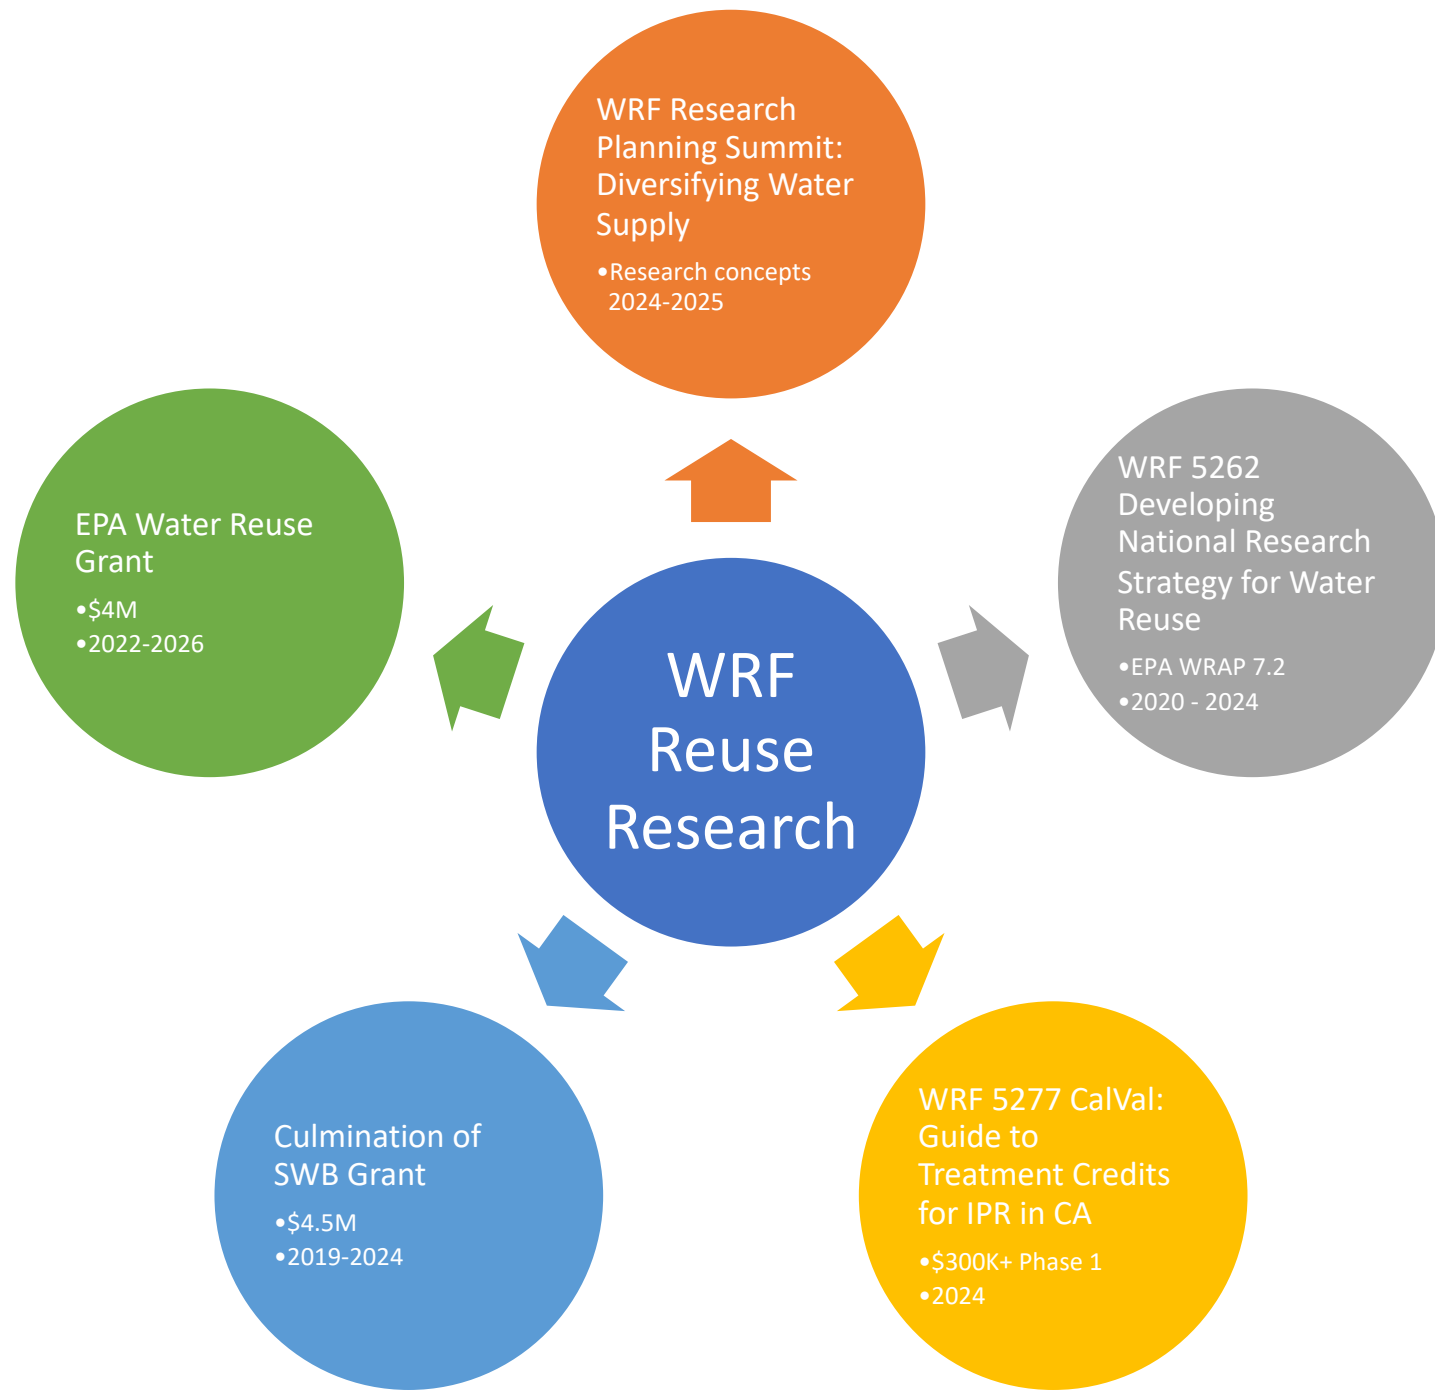 WRF Research
Planning Summit:
Diversifying Water
Supply
•Research concepts
2024-2025
EPA Water Reuse
Grant
•$4M
•2022-2026
WRF 5262
Developing
National Research
Strategy for Water
Reuse
•EPA WRAP 7.2
•2020 - 2024
WRF
Reuse
Research
Culmination of
SWB Grant
•$4.5M
•2019-2024
WRF 5277 CalVal:
Guide to
Treatment Credits
for IPR in CA
•$300K+ Phase 1
•2024